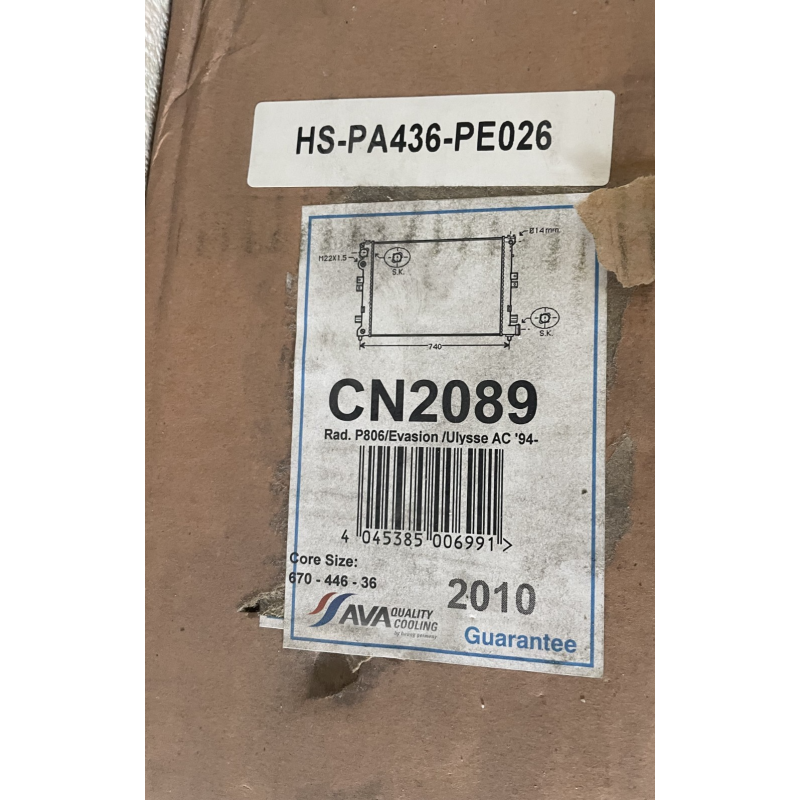 HS-PA436-PE026
Ø14mm.
M22X1.5
S.K.
S.K.
740
CN2089
Rad. P806/Evasion /Ulysse AC '94-
4 045385 006991 >
Core Size:
670 - 446 - 36
2010
AVA QUALITY COOLING
Guarantee